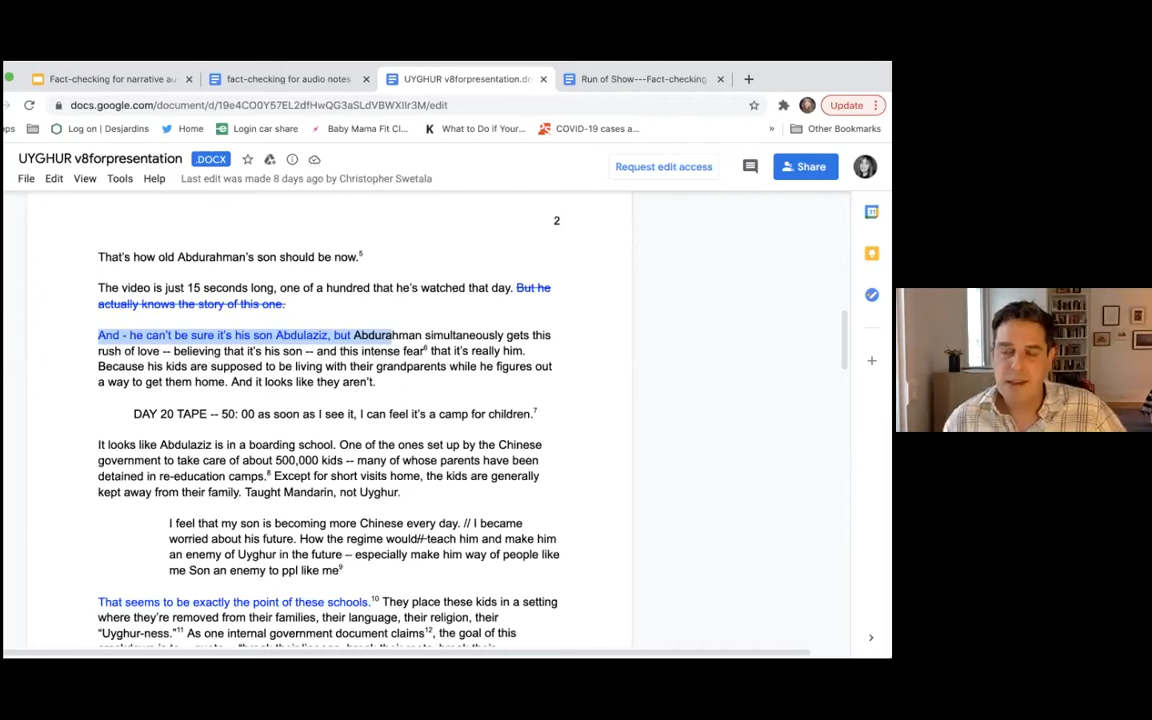 Fact-checking for narrative au
fact-checking for audio notes
UYGHUR v8forpresentation.do
Run of Show---Fact-checking
docs.google.com/document/d/19e4CO0Y57EL2dfHwQG3aSLdVBWXIlr3M/edit
Update
pps
Log on | Desjardins
Home
Login car share
Baby Mama Fit Cl...
What to Do if Your...
COVID-19 cases a...
»
Other Bookmarks
UYGHUR v8forpresentation
.DOCX
Request edit access
Share
File Edit View Tools Help
Last edit was made 8 days ago by Christopher Swetala
2
That’s how old Abdurahman’s son should be now.5
The video is just 15 seconds long, one of a hundred that he’s watched that day. But he
actually knows the story of this one.
And - he can’t be sure it’s his son Abdulaziz, but Abdurahman simultaneously gets this
rush of love -- believing that it’s his son -- and this intense fear6 that it’s really him.
Because his kids are supposed to be living with their grandparents while he figures out
a way to get them home. And it looks like they aren’t.
DAY 20 TAPE -- 50: 00 as soon as I see it, I can feel it’s a camp for children.7
It looks like Abdulaziz is in a boarding school. One of the ones set up by the Chinese
government to take care of about 500,000 kids -- many of whose parents have been
detained in re-education camps.8 Except for short visits home, the kids are generally
kept away from their family. Taught Mandarin, not Uyghur.
I feel that my son is becoming more Chinese every day. // I became
worried about his future. How the regime would// teach him and make him
an enemy of Uyghur in the future – especially make him way of people like
me Son an enemy to ppl like me9
That seems to be exactly the point of these schools.10 They place these kids in a setting
where they’re removed from their families, their language, their religion, their
“Uyghur-ness.”11 As one internal government document claims12, the goal of this